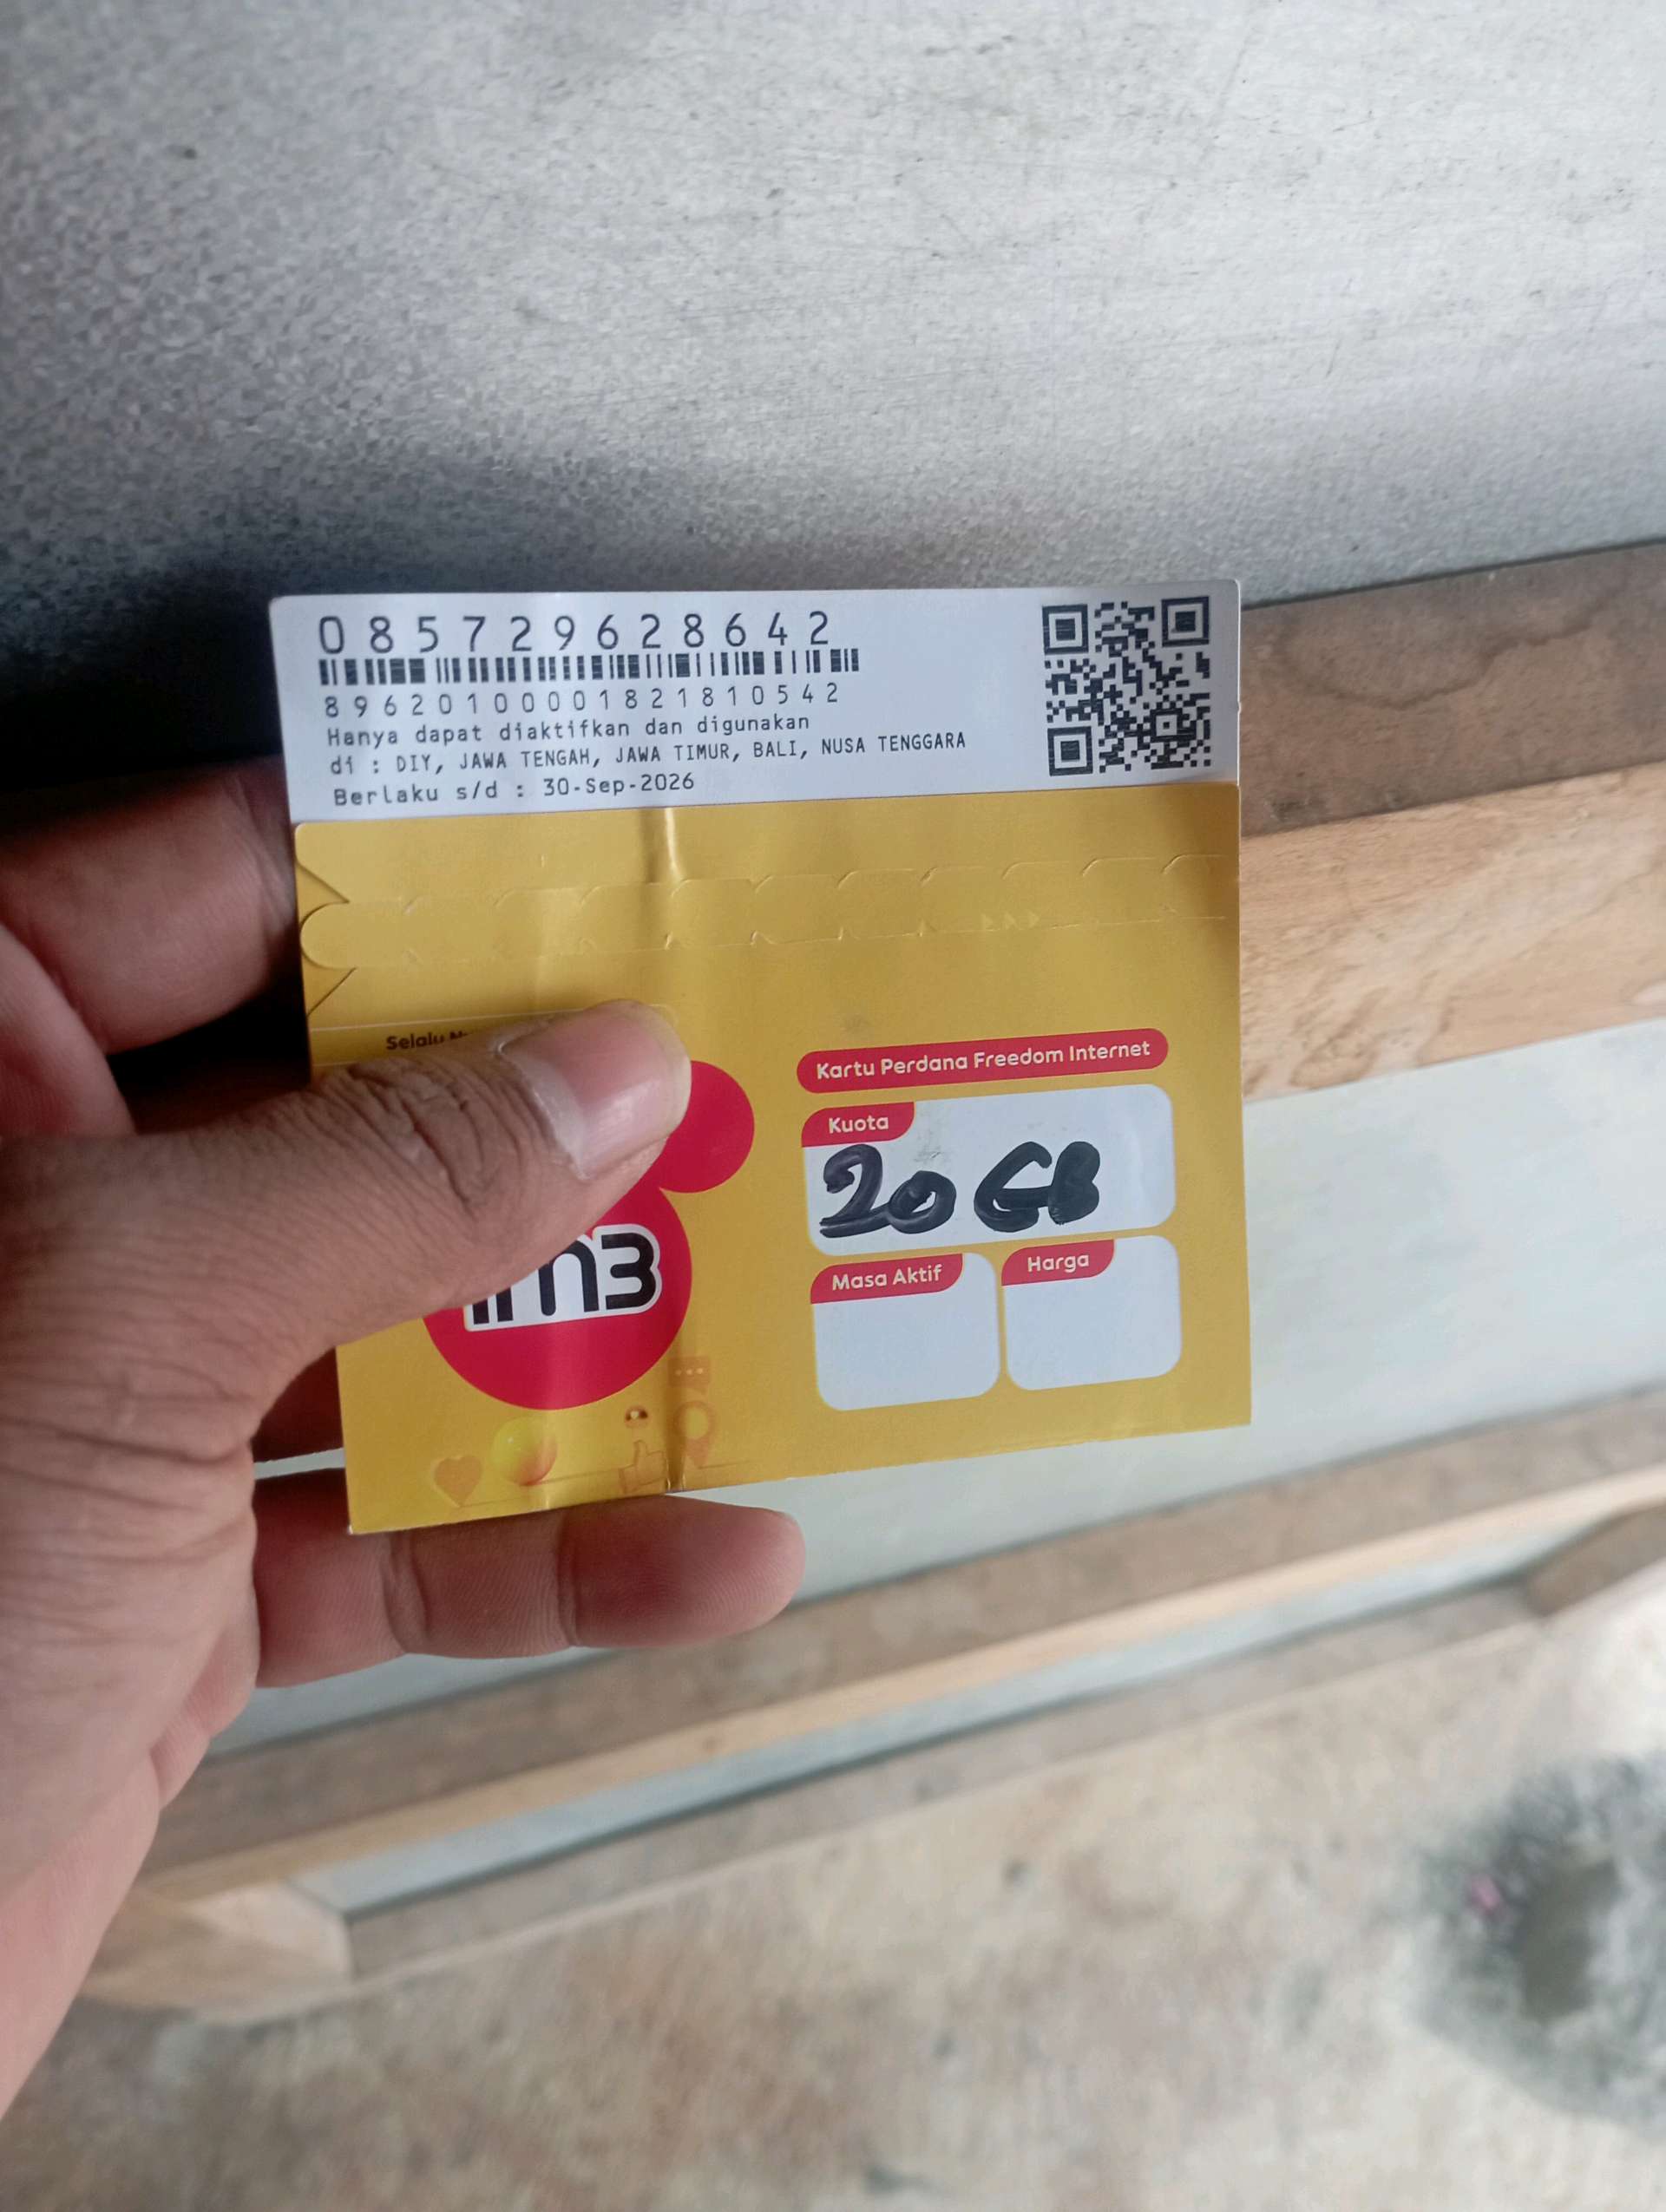 085729628642
89620100001821810542
Hanya dapat diaktifkan dan digunakan
di : DIY, JAWA TENGAH, JAWA TIMUR, BALI, NUSA TENGGARA
Berlaku s/d : 30-Sep-2026
Selalu
im3
Kartu Perdana Freedom Internet
Kuota
20 GB
Masa Aktif
Harga